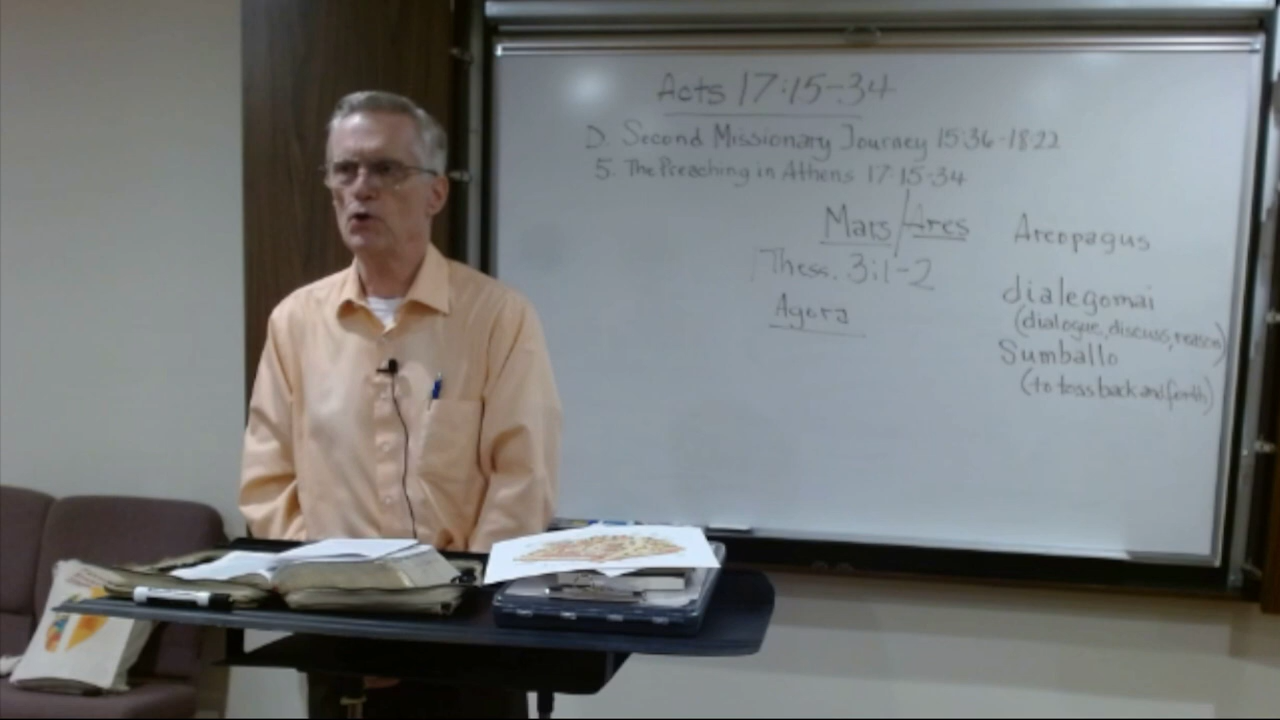 Acts 17:15-34
D. Second Missionary Journey 15:36-18:22
5. The Preaching in Athens 17:15-34
Mars/Ares
Areopagus
Thess. 3:1-2
dialegomai
(dialogue, discuss, reason)
Agora
Sumballo
(to toss back and forth)